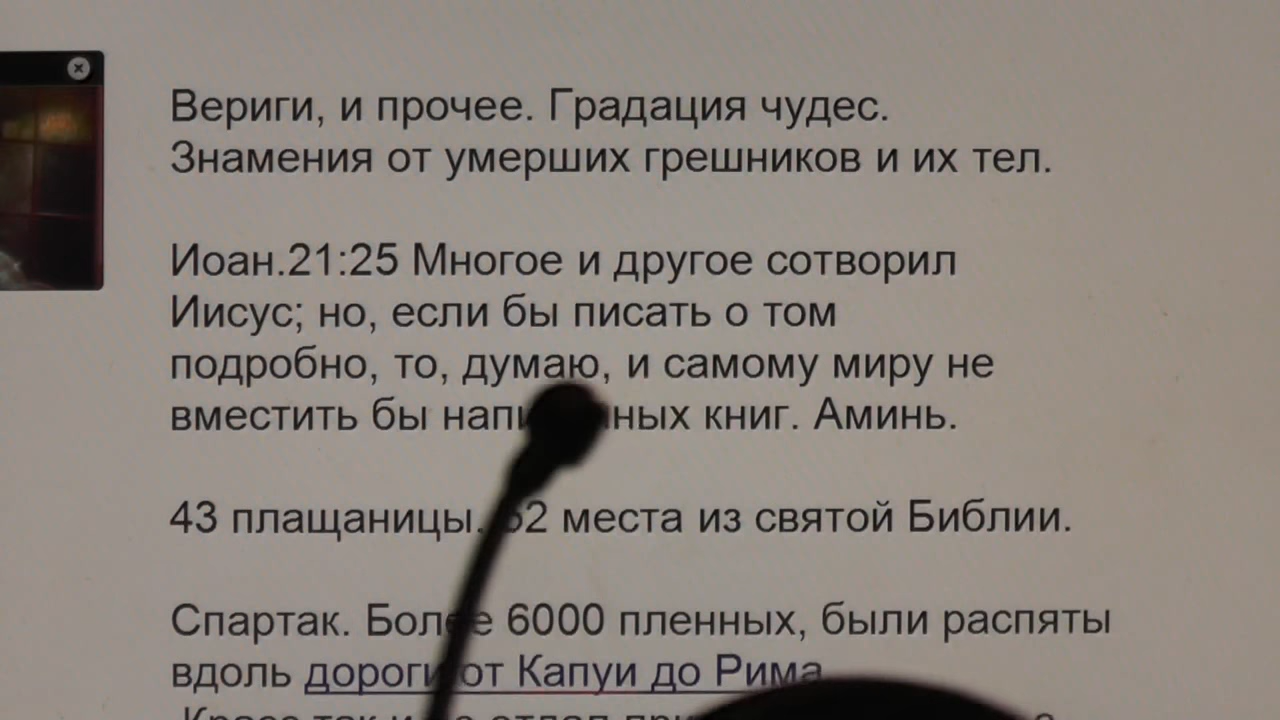 Вериги, и прочее. Градация чудес.
Знамения от умерших грешников и их тел.
Иоан.21:25 Многое и другое сотворил
Иисус; но, если бы писать о том
подробно, то, думаю, и самому миру не
вместить бы книг. Аминь.
43 плащаницы. места из святой Библии.
Спартак. Более 6000 пленных, были распяты
вдоль дороги от Капуи до Рима